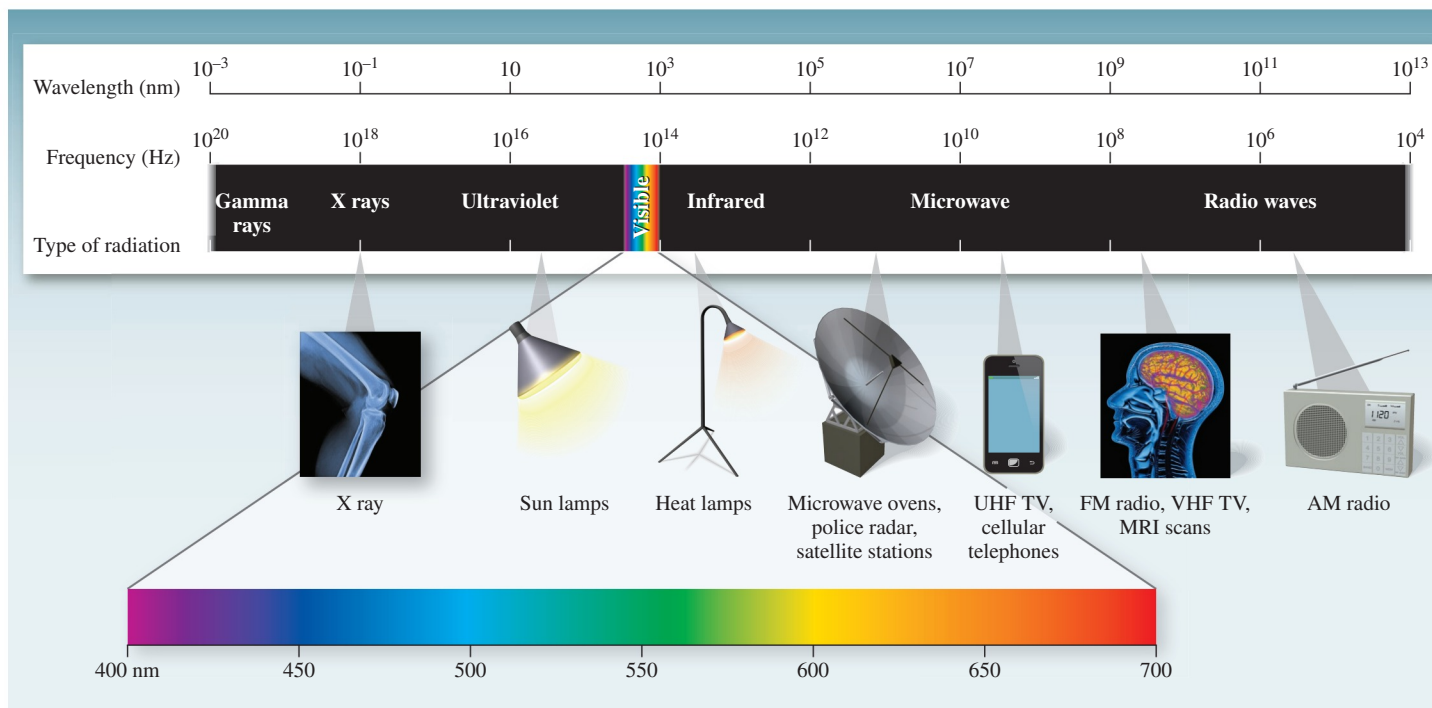 Wavelength (nm)
10⁻³ 10⁻¹ 10 10³ 10⁵ 10⁷ 10⁹ 10¹¹ 10¹³
Frequency (Hz)
10²⁰ 10¹⁸ 10¹⁶ 10¹⁴ 10¹² 10¹⁰ 10⁸ 10⁶ 10⁴
Type of radiation
Gamma
rays
X rays
Ultraviolet
Visible
Infrared
Microwave
Radio waves
X ray
Sun lamps
Heat lamps
Microwave ovens,
police radar,
satellite stations
UHF TV,
cellular
telephones
FM radio, VHF TV,
MRI scans
1120
AM radio
400 nm 450 500 550 600 650 700